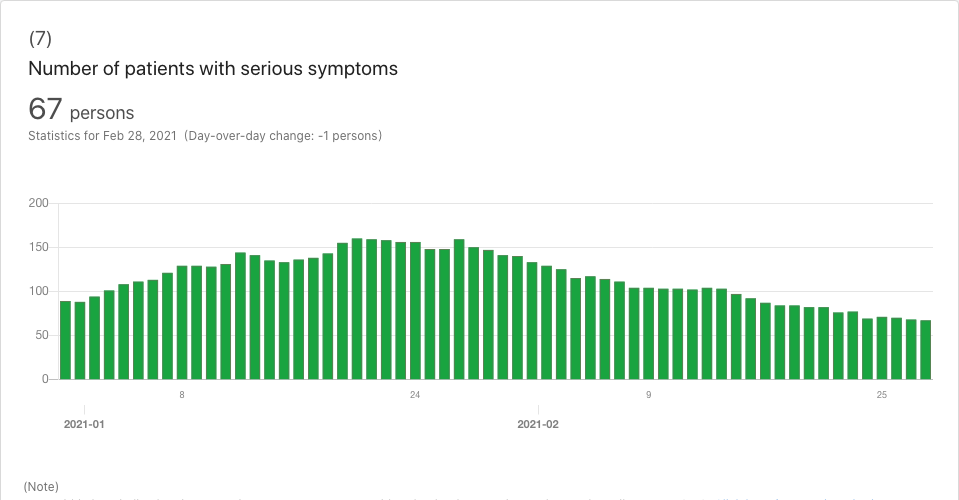 (7)
Number of patients with serious symptoms
67 persons
Statistics for Feb 28, 2021 (Day-over-day change: -1 persons)
200
150
100
50
0
8 24 9 25
2021-01 2021-02
(Note)